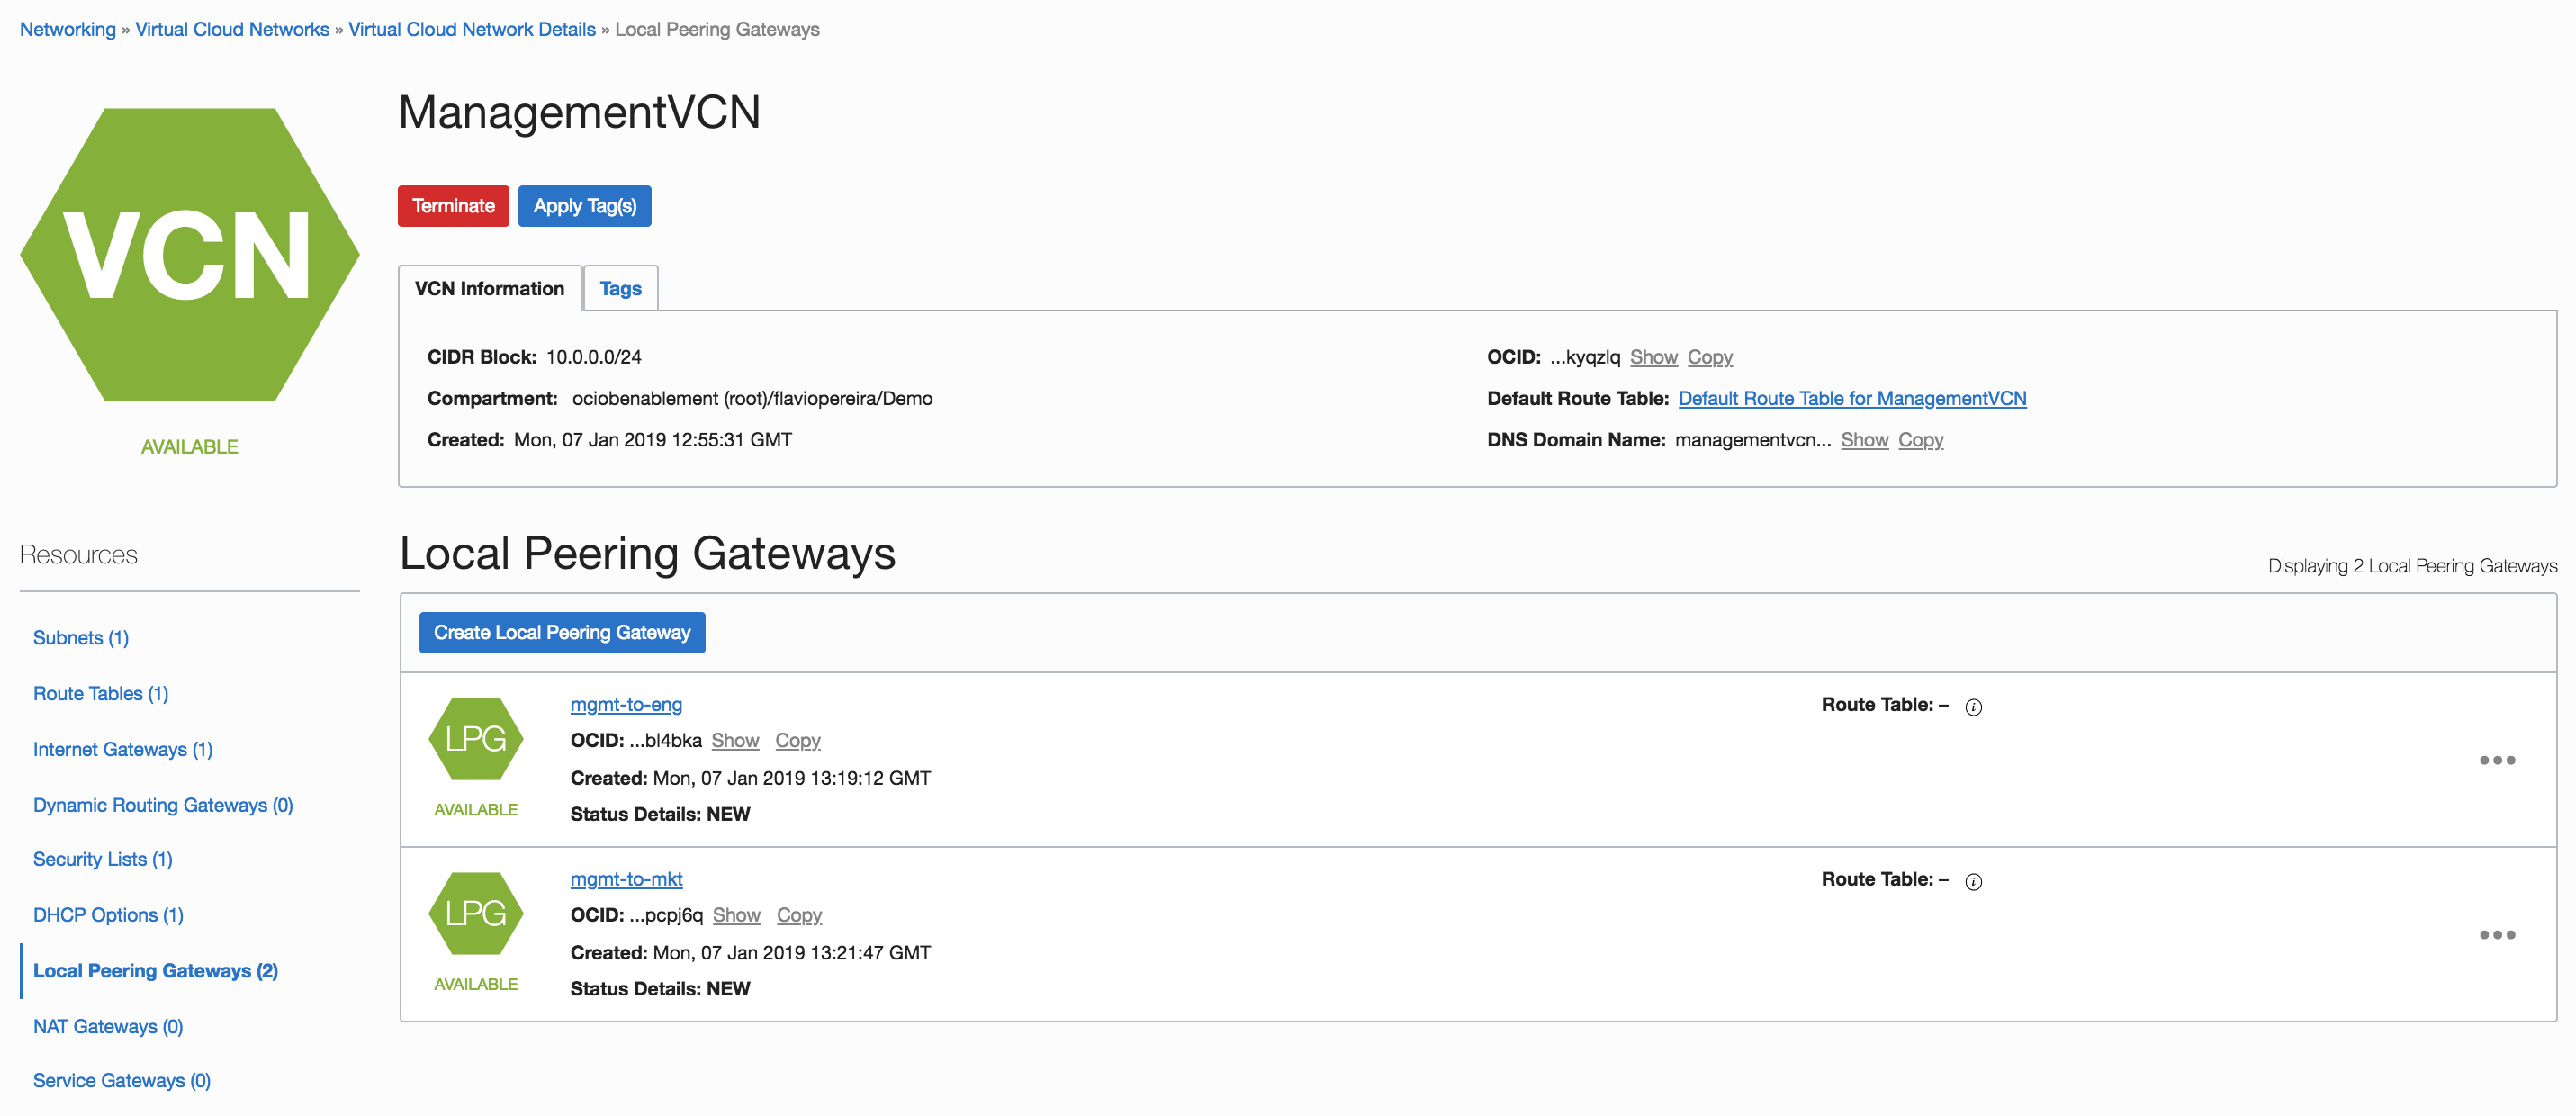 Networking » Virtual Cloud Networks » Virtual Cloud Network Details » Local Peering Gateways
VCN
AVAILABLE
ManagementVCN
Terminate Apply Tag(s)
VCN Information Tags
CIDR Block: 10.0.0.0/24
Compartment: ociobenablement (root)/flaviopereira/Demo
Created: Mon, 07 Jan 2019 12:55:31 GMT
OCID: ...kyqzlq Show Copy
Default Route Table: Default Route Table for ManagementVCN
DNS Domain Name: managementvcn... Show Copy
Resources
Subnets (1)
Route Tables (1)
Internet Gateways (1)
Dynamic Routing Gateways (0)
Security Lists (1)
DHCP Options (1)
Local Peering Gateways (2)
NAT Gateways (0)
Service Gateways (0)
Local Peering Gateways
Displaying 2 Local Peering Gateways
Create Local Peering Gateway
LPG
AVAILABLE
mgmt-to-eng
OCID: ...bl4bka Show Copy
Created: Mon, 07 Jan 2019 13:19:12 GMT
Status Details: NEW
Route Table: – i
LPG
AVAILABLE
mgmt-to-mkt
OCID: ...pcpj6q Show Copy
Created: Mon, 07 Jan 2019 13:21:47 GMT
Status Details: NEW
Route Table: – i